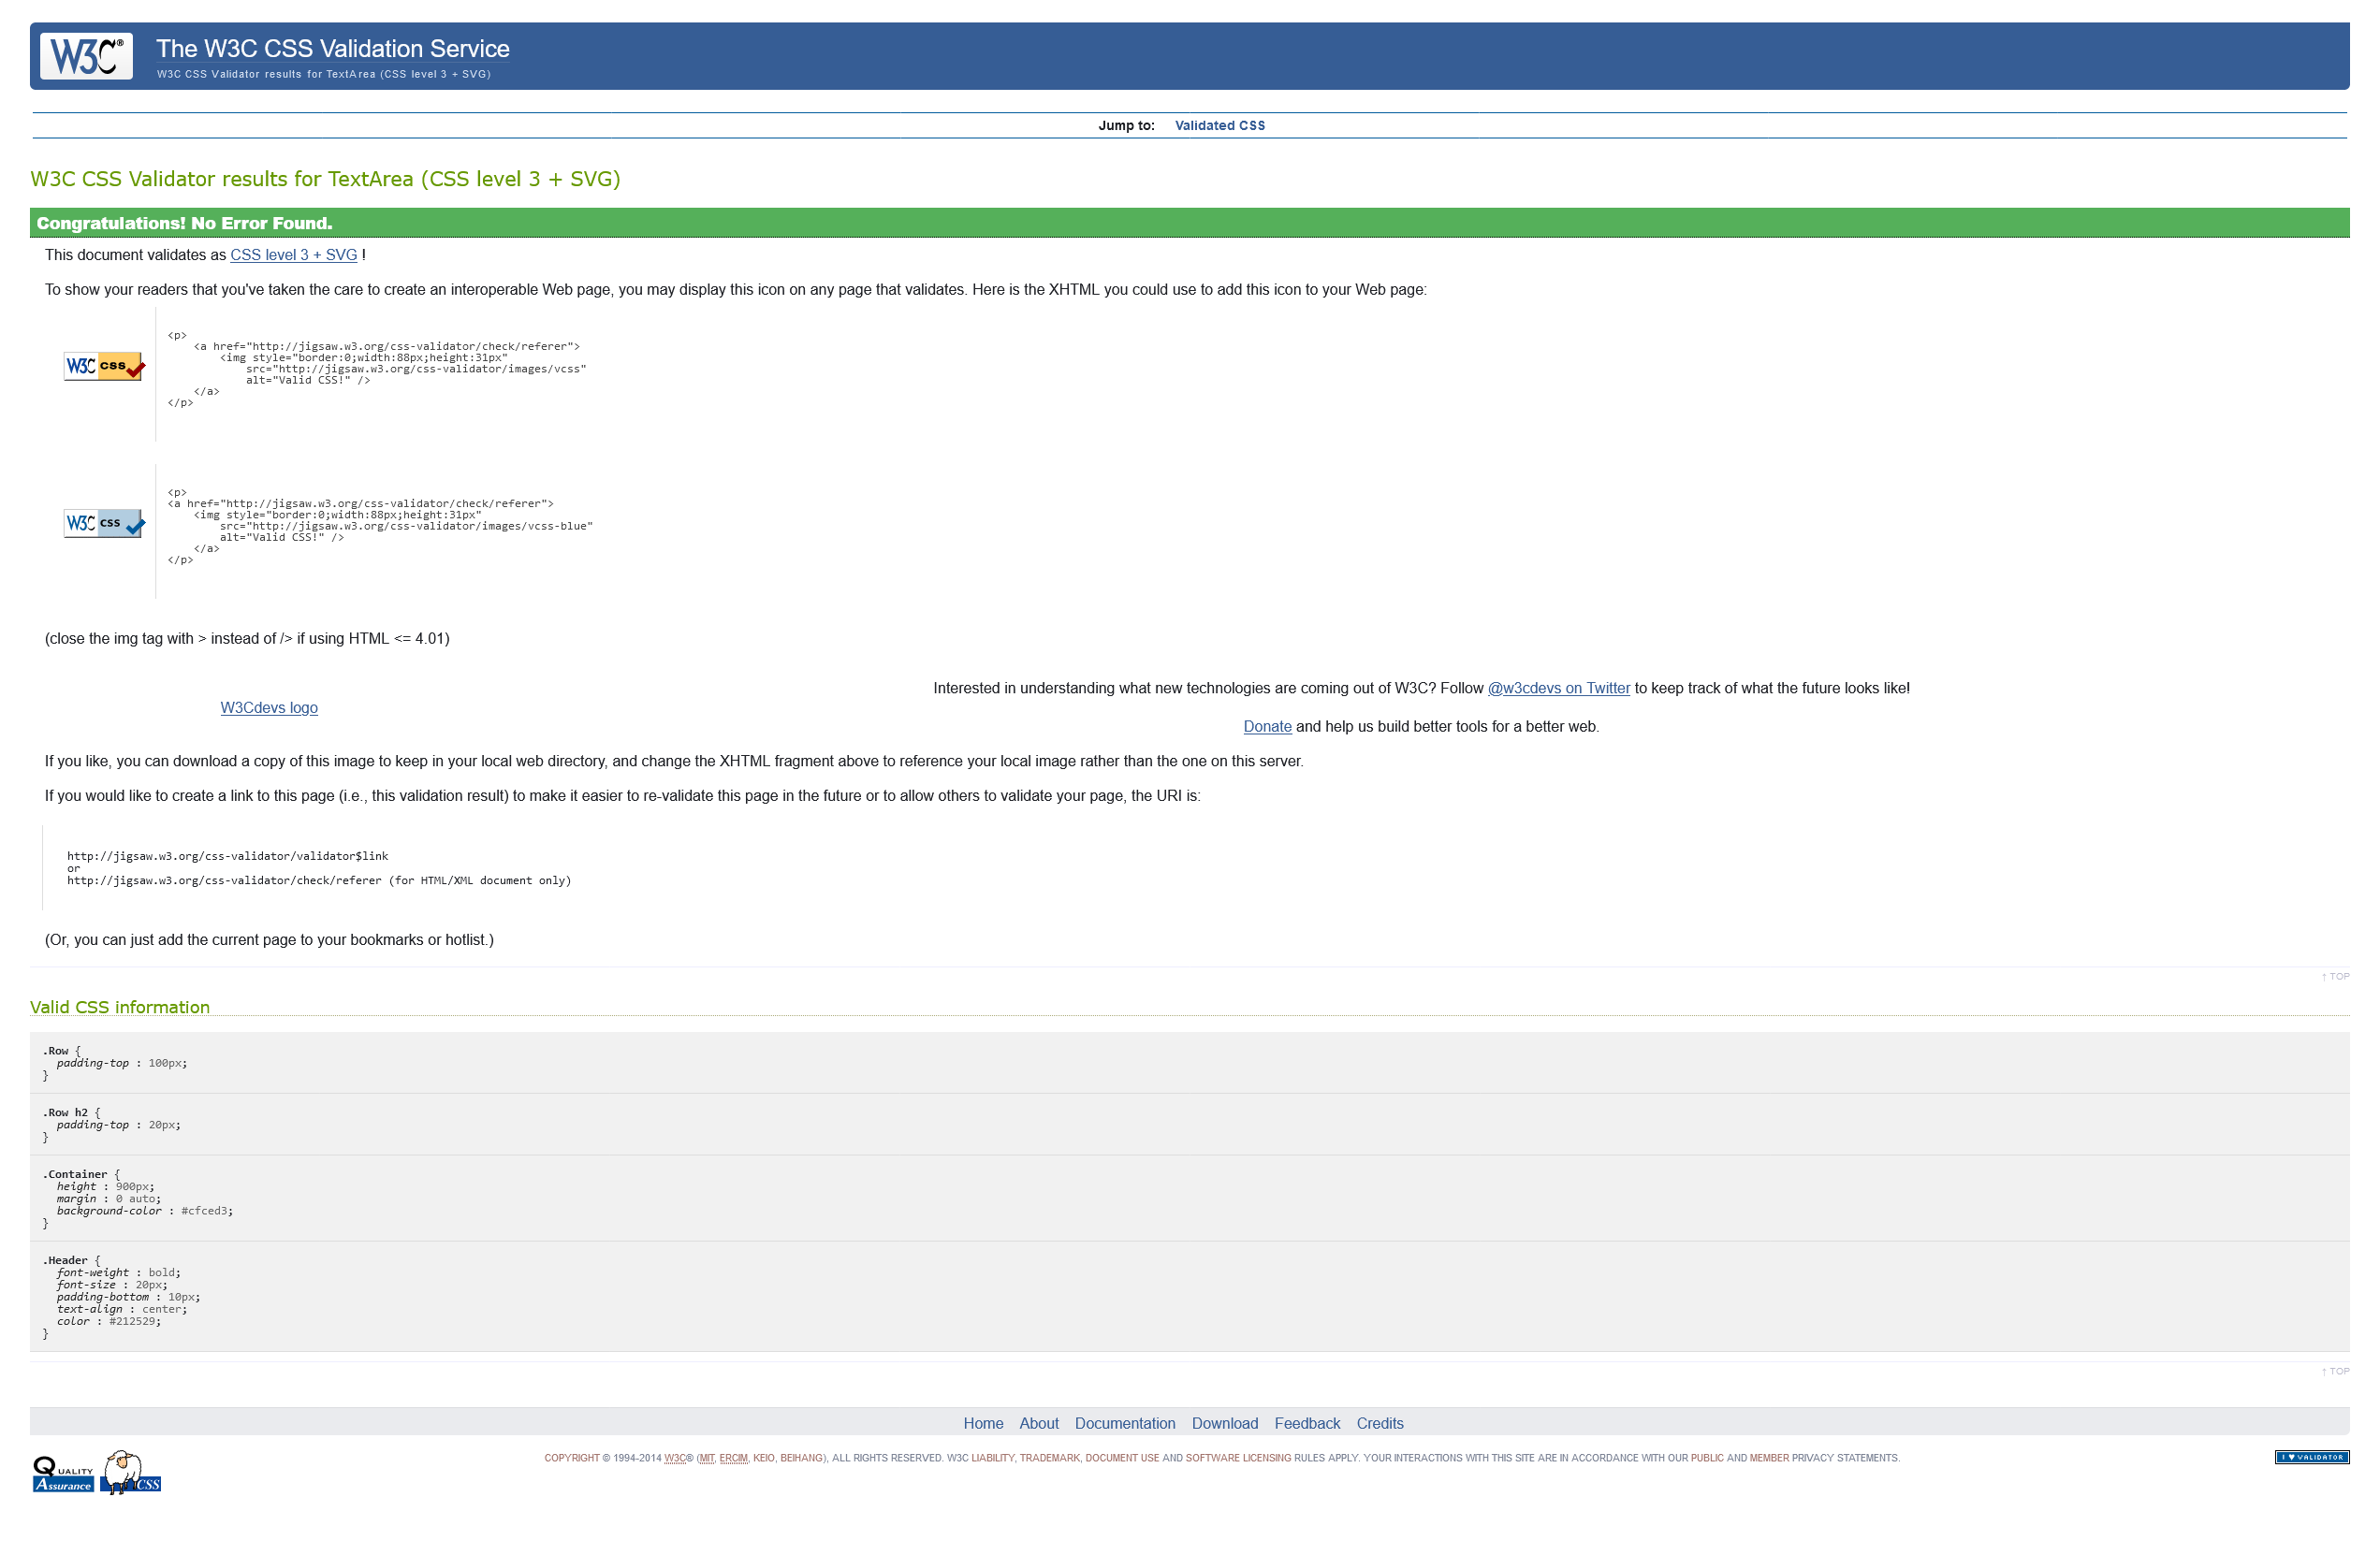 W3C®
The W3C CSS Validation Service
W3C CSS Validator results for TextArea (CSS level 3 + SVG)
Jump to: Validated CSS
W3C CSS Validator results for TextArea (CSS level 3 + SVG)
Congratulations! No Error Found.
This document validates as CSS level 3 + SVG !
To show your readers that you've taken the care to create an interoperable Web page, you may display this icon on any page that validates. Here is the XHTML you could use to add this icon to your Web page:
W3C css
<p>
    <a href="http://jigsaw.w3.org/css-validator/check/referer">
        <img style="border:0;width:88px;height:31px"
            src="http://jigsaw.w3.org/css-validator/images/vcss"
            alt="Valid CSS!" />
    </a>
</p>
W3C css
<p>
<a href="http://jigsaw.w3.org/css-validator/check/referer">
    <img style="border:0;width:88px;height:31px"
        src="http://jigsaw.w3.org/css-validator/images/vcss-blue"
        alt="Valid CSS!" />
    </a>
</p>
(close the img tag with > instead of /> if using HTML <= 4.01)
Interested in understanding what new technologies are coming out of W3C? Follow @w3cdevs on Twitter to keep track of what the future looks like!
W3Cdevs logo
Donate and help us build better tools for a better web.
If you like, you can download a copy of this image to keep in your local web directory, and change the XHTML fragment above to reference your local image rather than the one on this server.
If you would like to create a link to this page (i.e., this validation result) to make it easier to re-validate this page in the future or to allow others to validate your page, the URI is:
http://jigsaw.w3.org/css-validator/validator$link
or
http://jigsaw.w3.org/css-validator/check/referer (for HTML/XML document only)
(Or, you can just add the current page to your bookmarks or hotlist.)
↑ TOP
Valid CSS information
.Row {
  padding-top : 100px;
}
.Row h2 {
  padding-top : 20px;
}
.Container {
  height : 900px;
  margin : 0 auto;
  background-color : #cfced3;
}
.Header {
  font-weight : bold;
  font-size : 20px;
  padding-bottom : 10px;
  text-align : center;
  color : #212529;
}
↑ TOP
Home About Documentation Download Feedback Credits
QUALITY
Assurance
CSS
COPYRIGHT © 1994-2014 W3C® (MIT, ERCIM, KEIO, BEIHANG), ALL RIGHTS RESERVED. W3C LIABILITY, TRADEMARK, DOCUMENT USE AND SOFTWARE LICENSING RULES APPLY. YOUR INTERACTIONS WITH THIS SITE ARE IN ACCORDANCE WITH OUR PUBLIC AND MEMBER PRIVACY STATEMENTS.
I ♥ VALIDATOR